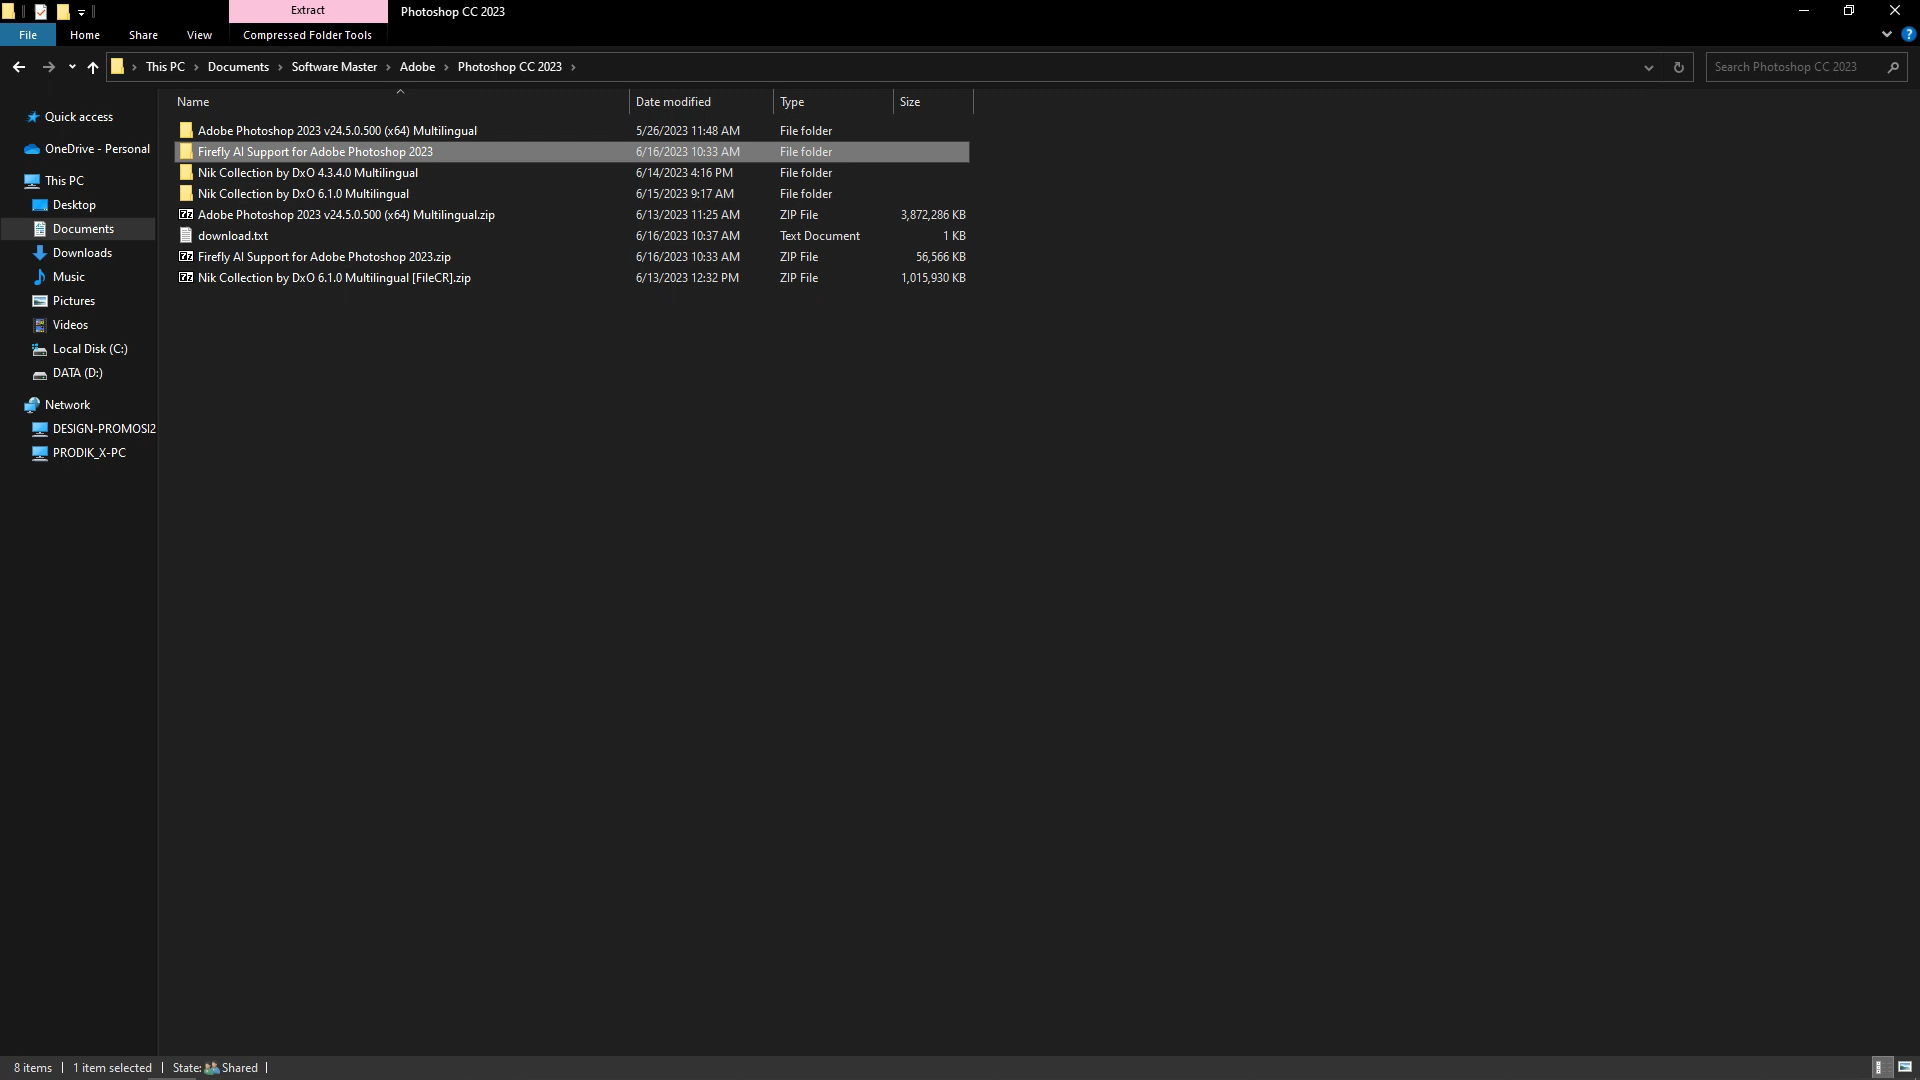 Extract
Photoshop CC 2023
File Home Share View Compressed Folder Tools
This PC Documents Software Master Adobe Photoshop CC 2023
Search Photoshop CC 2023
Quick access
OneDrive - Personal
This PC
Desktop
Documents
Downloads
Music
Pictures
Videos
Local Disk (C:)
DATA (D:)
Network
DESIGN-PROMOSI2
PRODIK_X-PC
Name Date modified Type Size
Adobe Photoshop 2023 v24.5.0.500 (x64) Multilingual 5/26/2023 11:48 AM File folder
Firefly AI Support for Adobe Photoshop 2023 6/16/2023 10:33 AM File folder
Nik Collection by DxO 4.3.4.0 Multilingual 6/14/2023 4:16 PM File folder
Nik Collection by DxO 6.1.0 Multilingual 6/15/2023 9:17 AM File folder
Adobe Photoshop 2023 v24.5.0.500 (x64) Multilingual.zip 6/13/2023 11:25 AM ZIP File 3,872,286 KB
download.txt 6/16/2023 10:37 AM Text Document 1 KB
Firefly AI Support for Adobe Photoshop 2023.zip 6/16/2023 10:33 AM ZIP File 56,566 KB
Nik Collection by DxO 6.1.0 Multilingual [FileCR].zip 6/13/2023 12:32 PM ZIP File 1,015,930 KB
8 items 1 item selected State: Shared